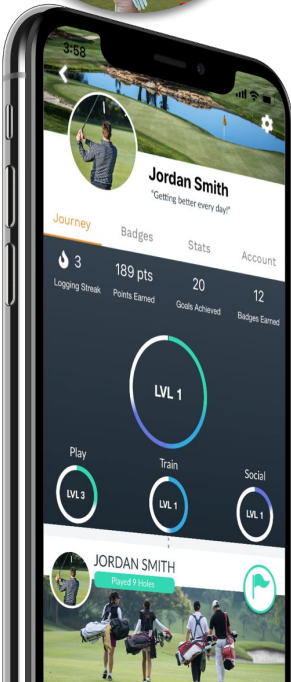 3:58
Jordan Smith
"Getting better every day!"
Journey Badges Stats Account
3 189 pts 20 12
Logging Streak Points Earned Goals Achieved Badges Earned
LVL 1
Play Train Social
LVL 3 LVL 1 LVL 1
JORDAN SMITH
Played 9 Holes